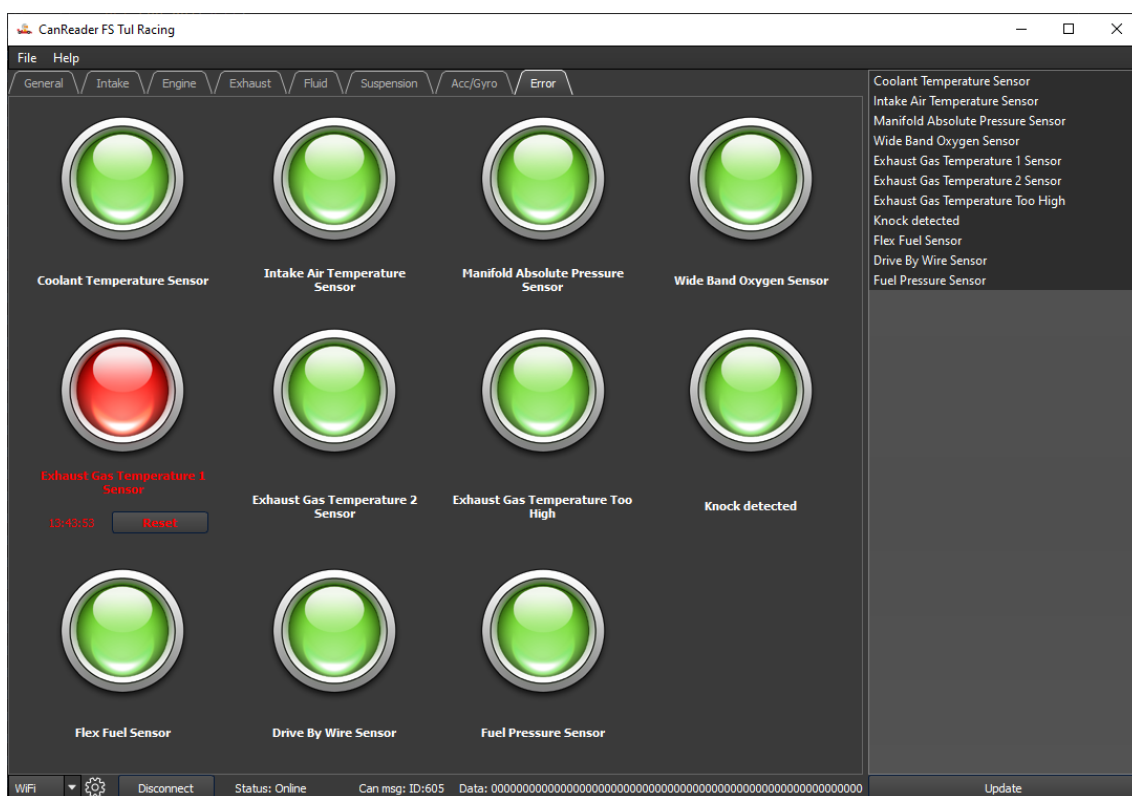 CanReader FS Tul Racing
File Help
General Intake Engine Exhaust Fluid Suspension Acc/Gyro Error
Coolant Temperature Sensor
Intake Air Temperature
Sensor
Manifold Absolute Pressure
Sensor
Wide Band Oxygen Sensor
Exhaust Gas Temperature 1
Sensor
13:43:53 Reset
Exhaust Gas Temperature 2
Sensor
Exhaust Gas Temperature Too
High
Knock detected
Flex Fuel Sensor
Drive By Wire Sensor
Fuel Pressure Sensor
Coolant Temperature Sensor
Intake Air Temperature Sensor
Manifold Absolute Pressure Sensor
Wide Band Oxygen Sensor
Exhaust Gas Temperature 1 Sensor
Exhaust Gas Temperature 2 Sensor
Exhaust Gas Temperature Too High
Knock detected
Flex Fuel Sensor
Drive By Wire Sensor
Fuel Pressure Sensor
WiFi Disconnect Status: Online Can msg: ID:605 Data: Update